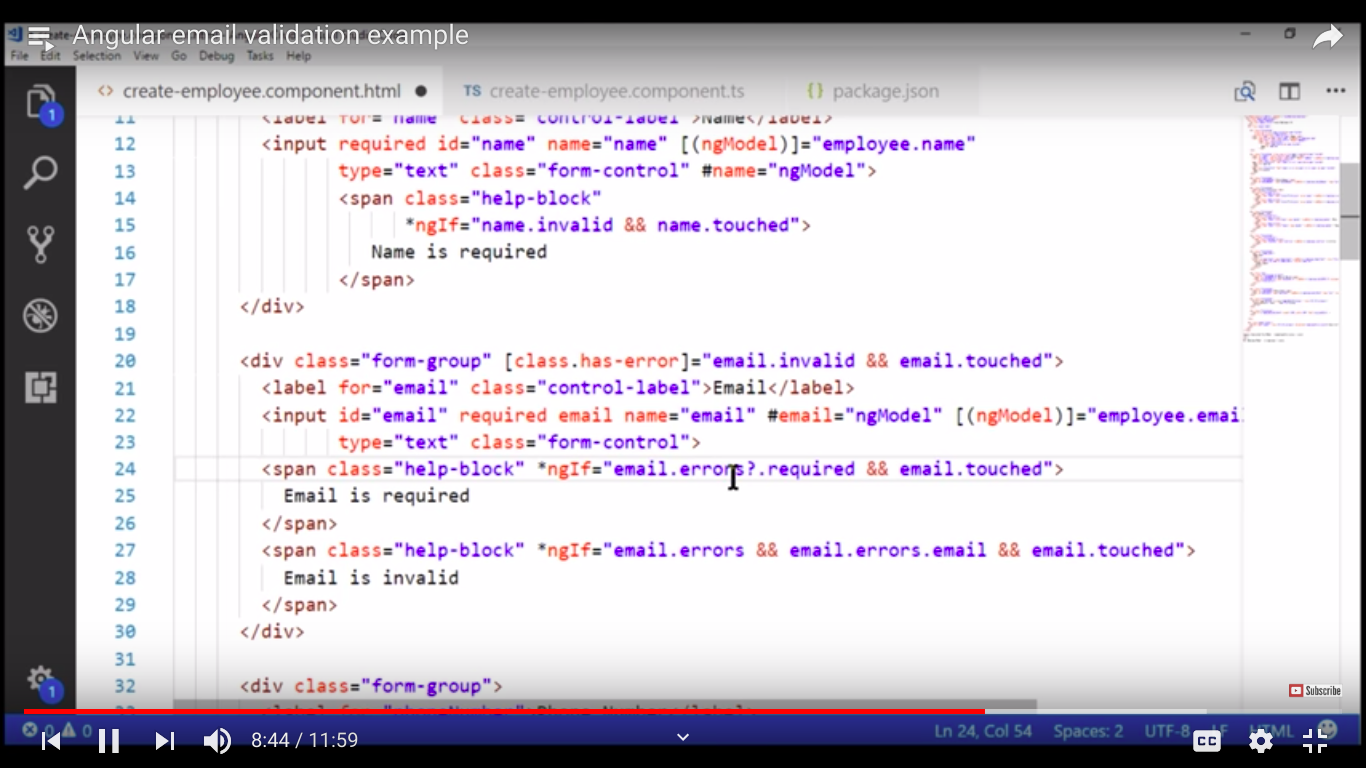 Angular email validation example
File Edit Selection View Go Debug Tasks Help
<> create-employee.component.html ● TS create-employee.component.ts {} package.json
1
11 <label for="name" class="control-label">Name</label>
12 <input required id="name" name="name" [(ngModel)]="employee.name"
13 type="text" class="form-control" #name="ngModel">
14 <span class="help-block"
15 *ngIf="name.invalid && name.touched">
16 Name is required
17 </span>
18 </div>
19
20 <div class="form-group" [class.has-error]="email.invalid && email.touched">
21 <label for="email" class="control-label">Email</label>
22 <input id="email" required email name="email" #email="ngModel" [(ngModel)]="employee.emai
23 type="text" class="form-control">
24 <span class="help-block" *ngIf="email.errors?.required && email.touched">
25 Email is required
26 </span>
27 <span class="help-block" *ngIf="email.errors && email.errors.email && email.touched">
28 Email is invalid
29 </span>
30 </div>
31
32 <div class="form-group">
1
Subscribe
0 0 Ln 24, Col 54 Spaces: 2 UTF-8 LF HTML
8:44 / 11:59 CC